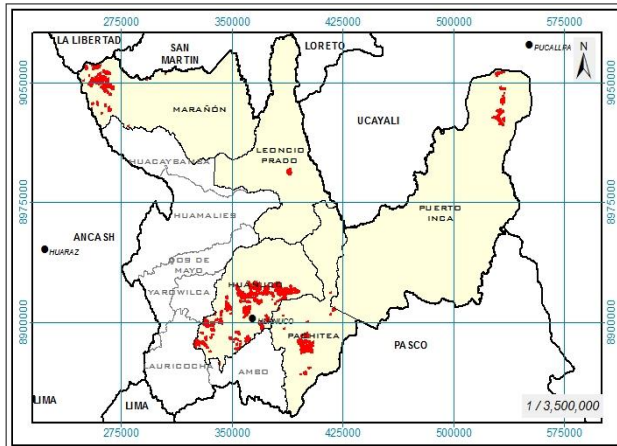 275000 350000 425000 500000 575000
LA LIBERTAD
SAN
MARTIN
LORETO
PUCALLPA
N
9050000
9050000
MARAÑÓN
UCAYALI
LEONCIO
PRADO
HUACAYBAMBA
8975000
8975000
HUAMALIES
PUERTO
INCA
ANCASH
HUARAZ
DOS DE
MAYO
HUANUCO
YAROWILCA
HUANUCO
8900000
8900000
PACHITEA
PASCO
LAURICOCHA
AMBO
LIMA
LIMA
1 / 3,500,000
275000 350000 425000 500000 575000